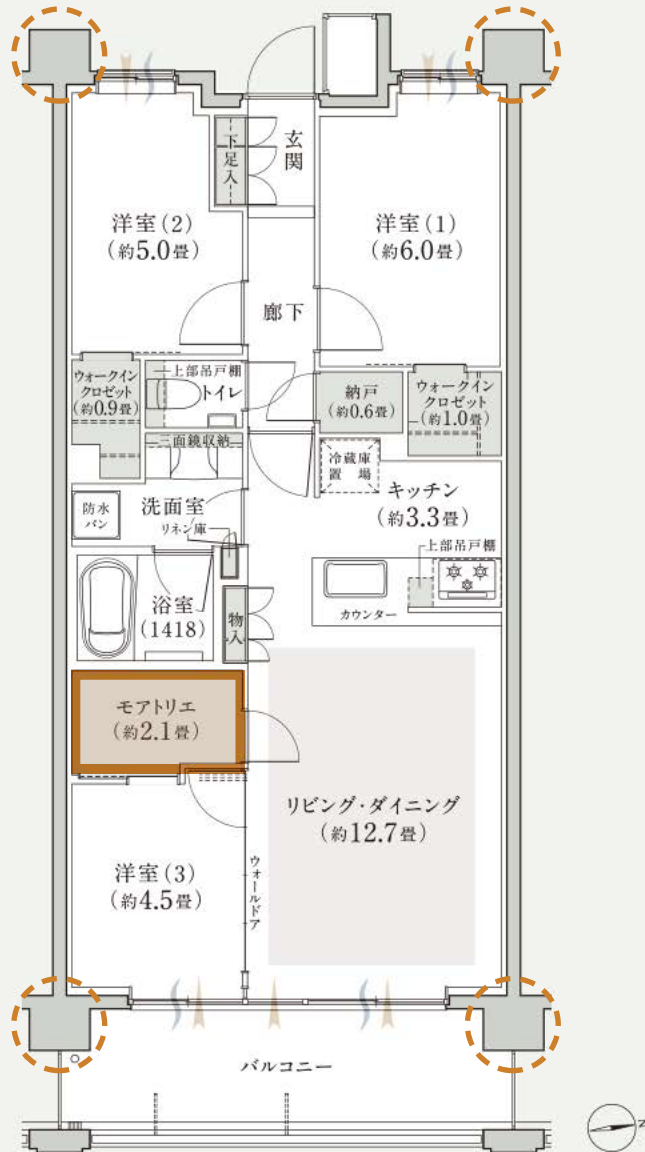 玄関
下足入
洋室(2)
(約5.0畳)
洋室(1)
(約6.0畳)
廊下
ウォークイン
クロゼット
(約0.9畳)
上部吊戸棚
トイレ
納戸
(約0.6畳)
ウォークイン
クロゼット
(約1.0畳)
三面鏡収納
冷蔵庫
置場
キッチン
(約3.3畳)
防水
パン
洗面室
リネン庫
上部吊戸棚
浴室
(1418)
物入
カウンター
モアトリエ
(約2.1畳)
リビング・ダイニング
(約12.7畳)
洋室(3)
(約4.5畳)
ウォールドア
バルコニー
N